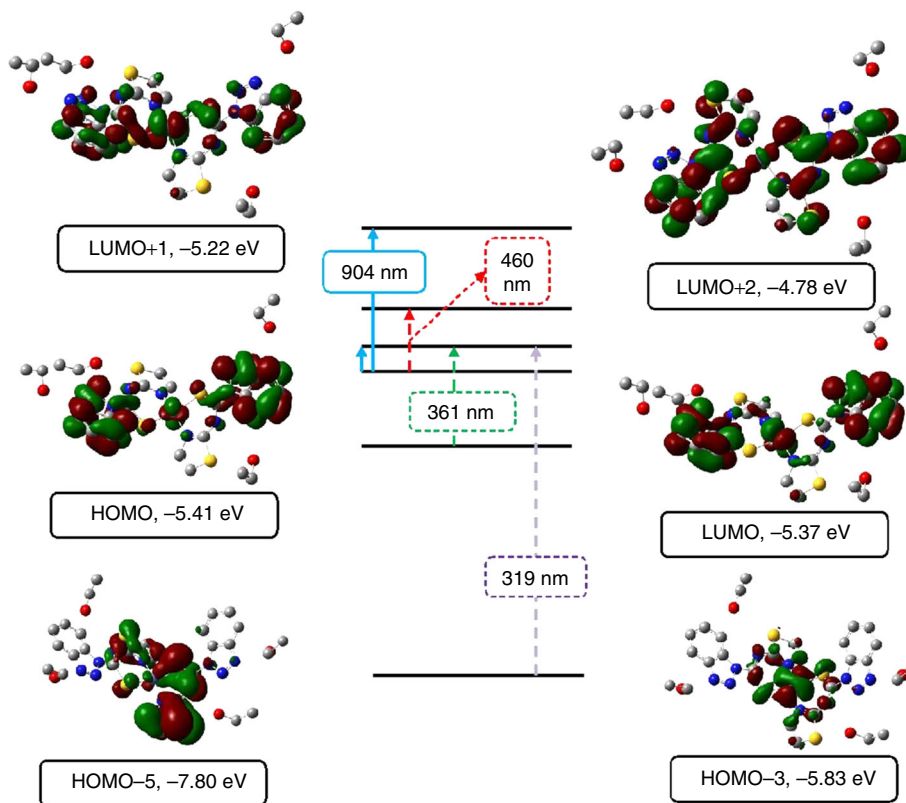 LUMO+1, −5.22 eV
904 nm
460
nm
LUMO+2, −4.78 eV
361 nm
HOMO, −5.41 eV
LUMO, −5.37 eV
319 nm
HOMO−5, −7.80 eV
HOMO−3, −5.83 eV